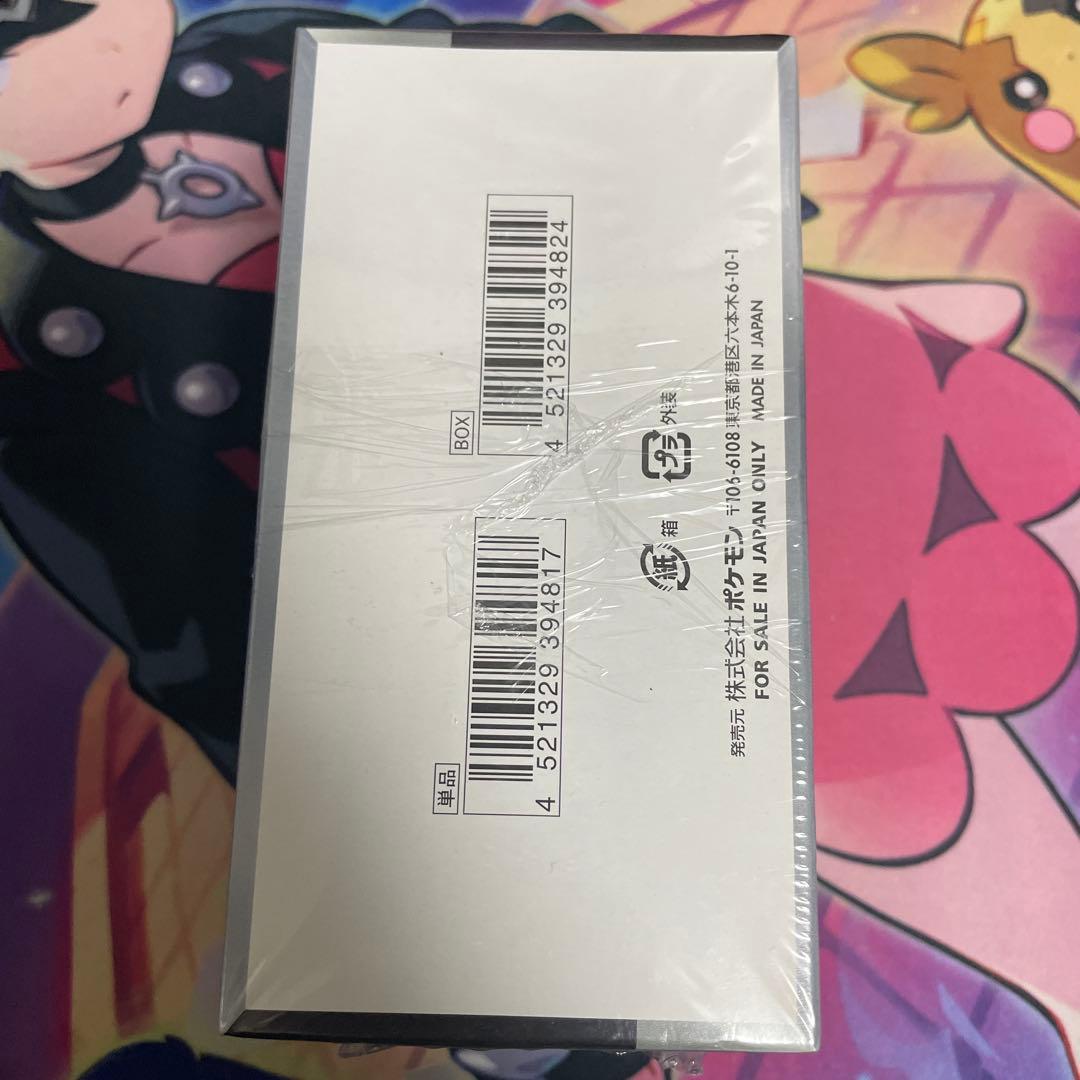 BOX
4 521329 394824
単品
4 521329 394817
プラ 外装
紙 箱
発売元 株式会社ポケモン 〒106-6108 東京都港区六本木6-10-1
FOR SALE IN JAPAN ONLY MADE IN JAPAN